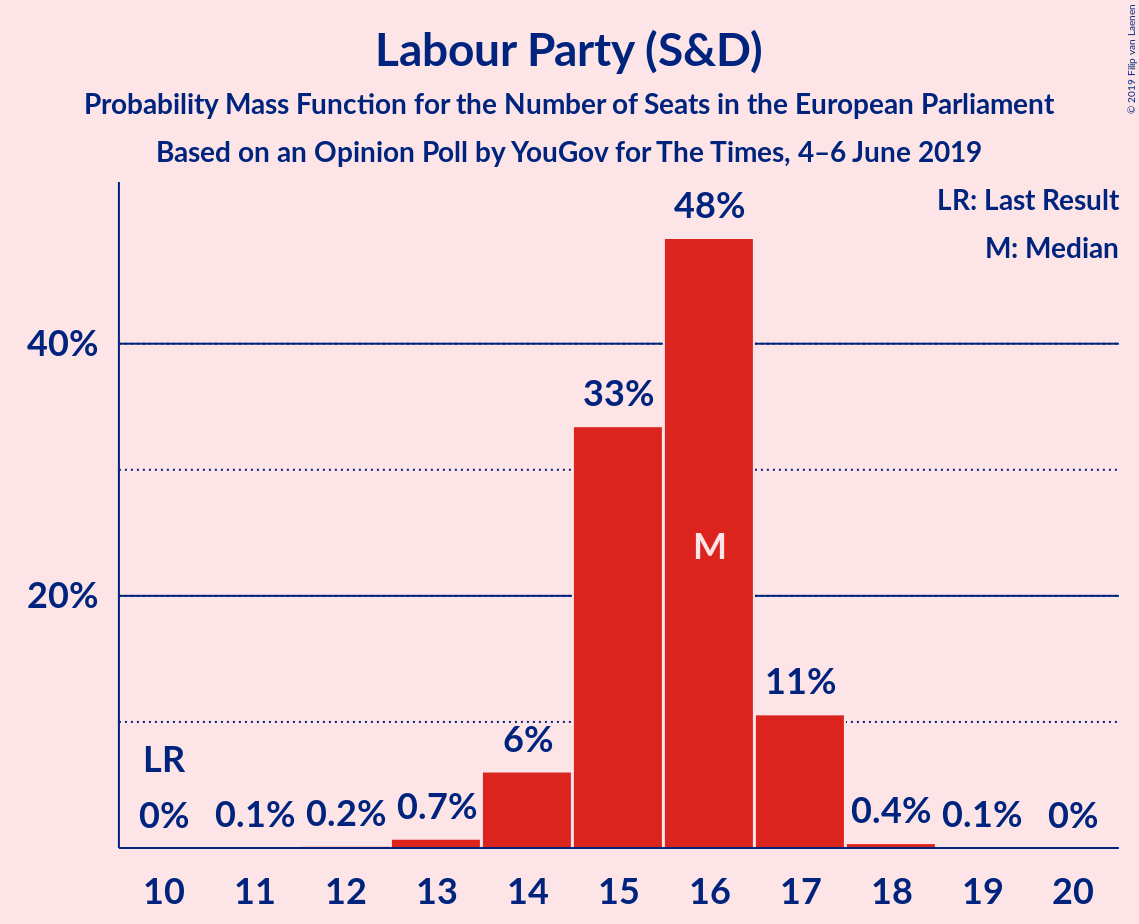 Labour Party (S&D)
Probability Mass Function for the Number of Seats in the European Parliament
Based on an Opinion Poll by YouGov for The Times, 4–6 June 2019
© 2019 Filip van Laenen
LR: Last Result
M: Median
48%
40%
33%
M
20%
11%
6%
LR
0% 0.1% 0.2% 0.7% 0.4% 0.1% 0%
10 11 12 13 14 15 16 17 18 19 20